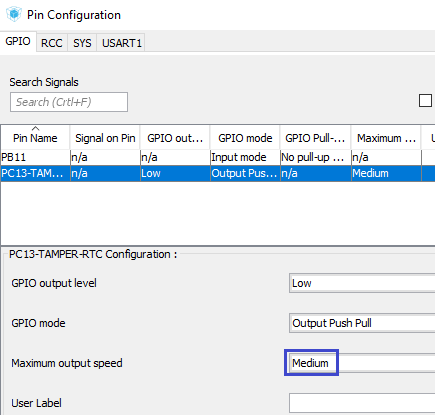 Pin Configuration
GPIO RCC SYS USART1
Search Signals
Search (Crtl+F)
Pin Name Signal on Pin GPIO out... GPIO mode GPIO Pull-... Maximum ... U
PB11 n/a n/a Input mode No pull-up ... n/a
PC13-TAM... n/a Low Output Pus... n/a Medium
PC13-TAMPER-RTC Configuration :
GPIO output level Low
GPIO mode Output Push Pull
Maximum output speed Medium
User Label